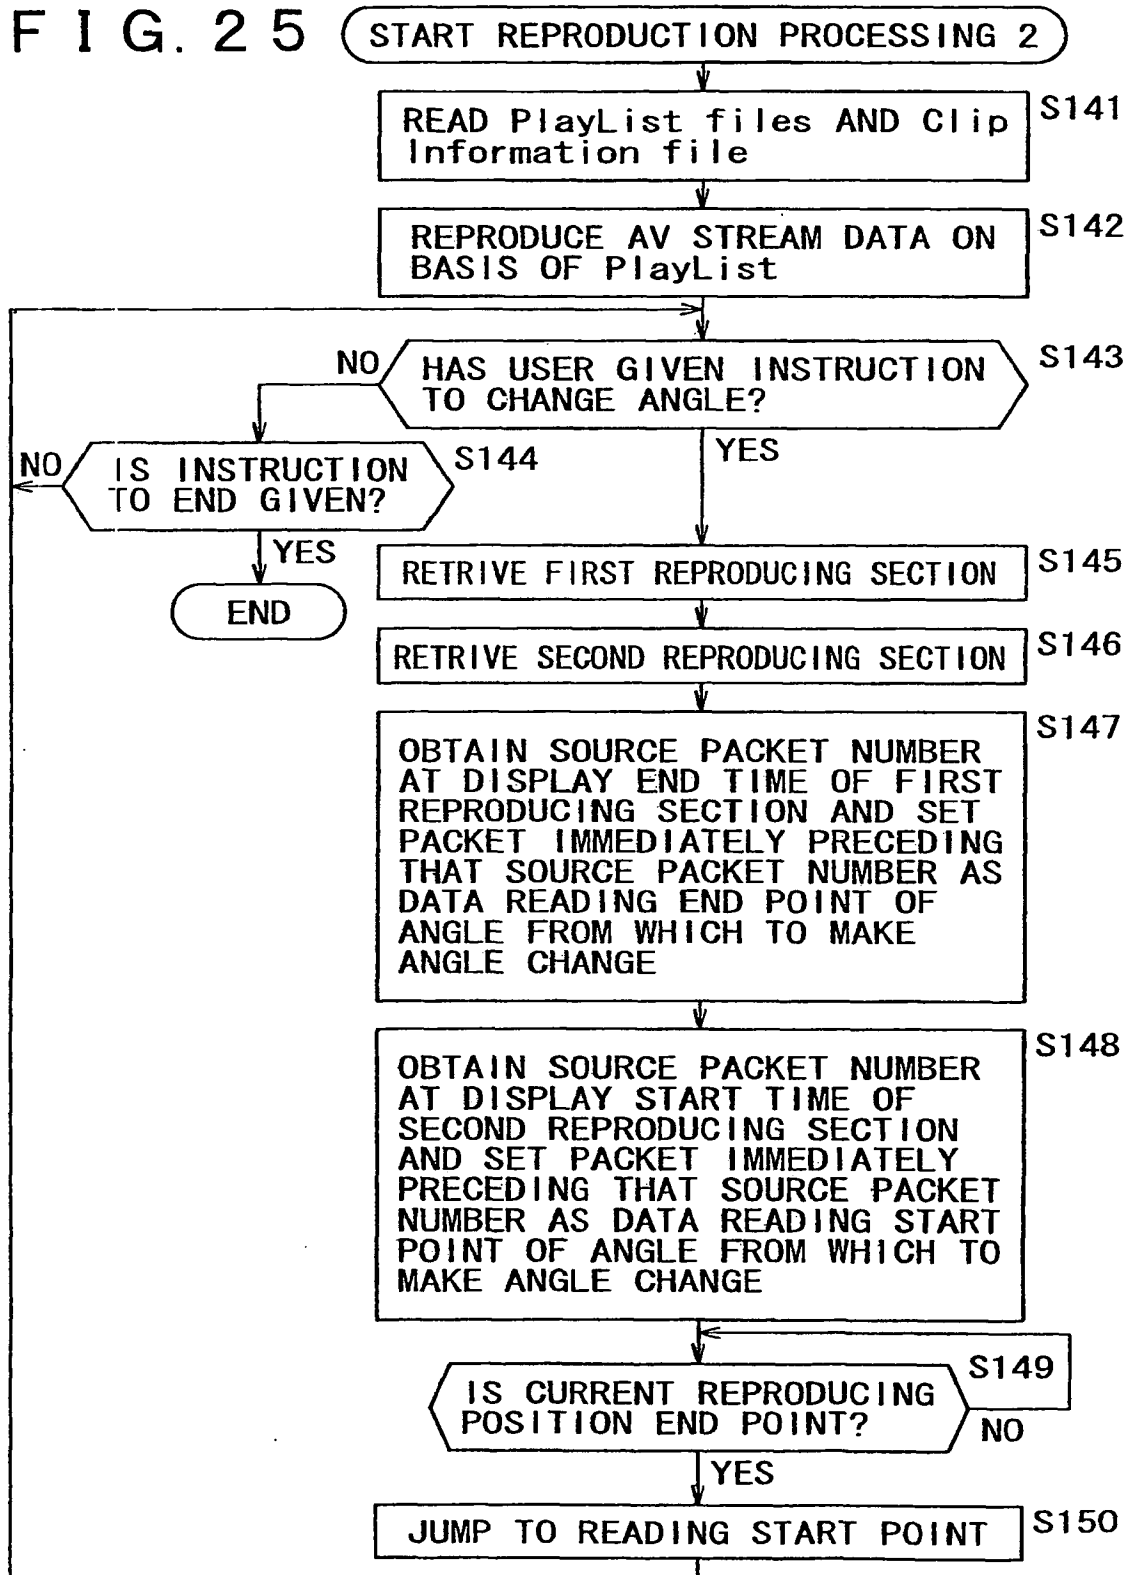 FIG. 25
START REPRODUCTION PROCESSING 2
S141
READ PlayList files AND Clip
Information file
S142
REPRODUCE AV STREAM DATA ON
BASIS OF PlayList
S143
HAS USER GIVEN INSTRUCTION
TO CHANGE ANGLE?
NO
YES
S144
IS INSTRUCTION
TO END GIVEN?
NO
YES
END
S145
RETRIVE FIRST REPRODUCING SECTION
S146
RETRIVE SECOND REPRODUCING SECTION
S147
OBTAIN SOURCE PACKET NUMBER
AT DISPLAY END TIME OF FIRST
REPRODUCING SECTION AND SET
PACKET IMMEDIATELY PRECEDING
THAT SOURCE PACKET NUMBER AS
DATA READING END POINT OF
ANGLE FROM WHICH TO MAKE
ANGLE CHANGE
S148
OBTAIN SOURCE PACKET NUMBER
AT DISPLAY START TIME OF
SECOND REPRODUCING SECTION
AND SET PACKET IMMEDIATELY
PRECEDING THAT SOURCE PACKET
NUMBER AS DATA READING START
POINT OF ANGLE FROM WHICH TO
MAKE ANGLE CHANGE
S149
IS CURRENT REPRODUCING
POSITION END POINT?
NO
YES
S150
JUMP TO READING START POINT